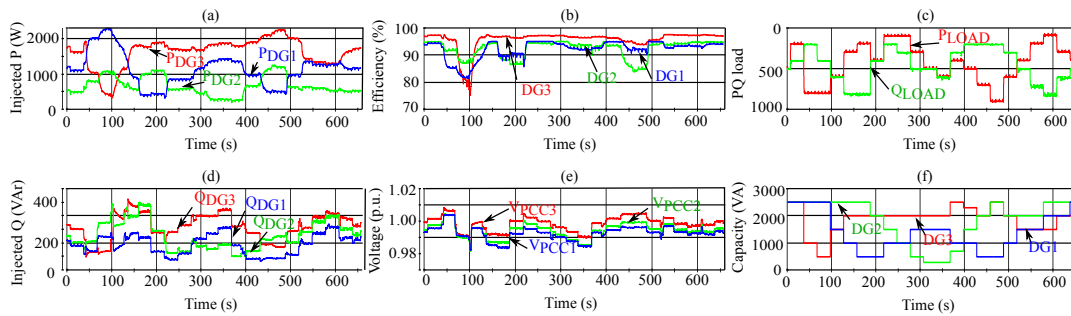 (a)
Injected P (W)
2000
1000
0
PDG3
PDG1
PDG2
0 100 200 300 400 500 600
Time (s)
(b)
Efficiency (%)
100
90
80
70
DG3
DG2
DG1
0 100 200 300 400 500 600
Time (s)
(c)
PQ load
0
500
1000
PLOAD
QLOAD
0 100 200 300 400 500 600
Time (s)
(d)
Injected Q (VAr)
400
200
0
QDG3
QDG1
QDG2
0 100 200 300 400 500 600
Time (s)
(e)
Voltage (p.u.)
1.02
1.00
0.98
VPCC3
VPCC2
VPCC1
0 100 200 300 400 500 600
Time (s)
(f)
Capacity (VA)
3000
2000
1000
0
DG2
DG3
DG1
0 100 200 300 400 500 600
Time (s)